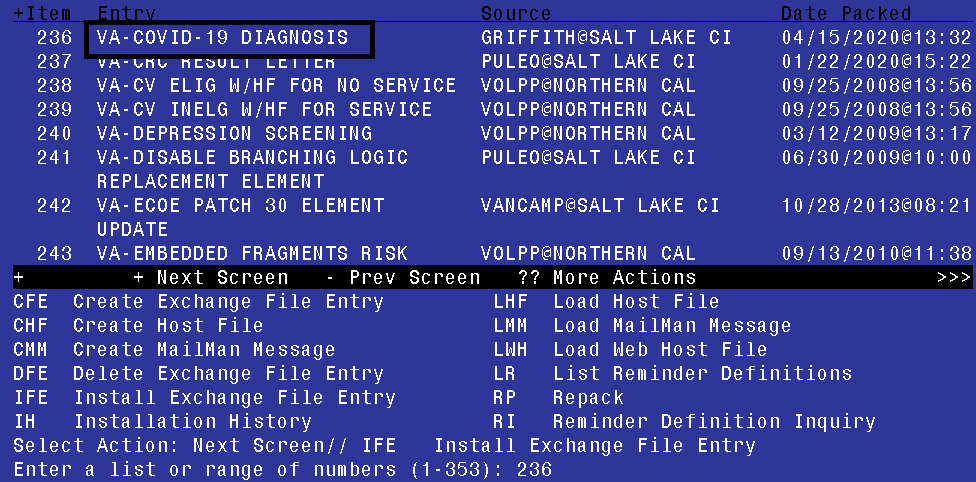 +Item  Entry  Source  Date Packed
236  VA-COVID-19 DIAGNOSIS  GRIFFITH@SALT LAKE CI  04/15/2020@13:32
237  VA-CRC RESULT LETTER  PULEO@SALT LAKE CI  01/22/2020@15:22
238  VA-CV ELIG W/HF FOR NO SERVICE  VOLPP@NORTHERN CAL  09/25/2008@13:56
239  VA-CV INELG W/HF FOR SERVICE  VOLPP@NORTHERN CAL  09/25/2008@13:56
240  VA-DEPRESSION SCREENING  VOLPP@NORTHERN CAL  03/12/2009@13:17
241  VA-DISABLE BRANCHING LOGIC  PULEO@SALT LAKE CI  06/30/2009@10:00
REPLACEMENT ELEMENT
242  VA-ECOE PATCH 30 ELEMENT  VANCAMP@SALT LAKE CI  10/28/2013@08:21
UPDATE
243  VA-EMBEDDED FRAGMENTS RISK  VOLPP@NORTHERN CAL  09/13/2010@11:38
+  + Next Screen  - Prev Screen  ?? More Actions  >>>
CFE  Create Exchange File Entry  LHF  Load Host File
CHF  Create Host File  LMM  Load MailMan Message
CMM  Create MailMan Message  LWH  Load Web Host File
DFE  Delete Exchange File Entry  LR  List Reminder Definitions
IFE  Install Exchange File Entry  RP  Repack
IH  Installation History  RI  Reminder Definition Inquiry
Select Action: Next Screen// IFE  Install Exchange File Entry
Enter a list or range of numbers (1-353): 236